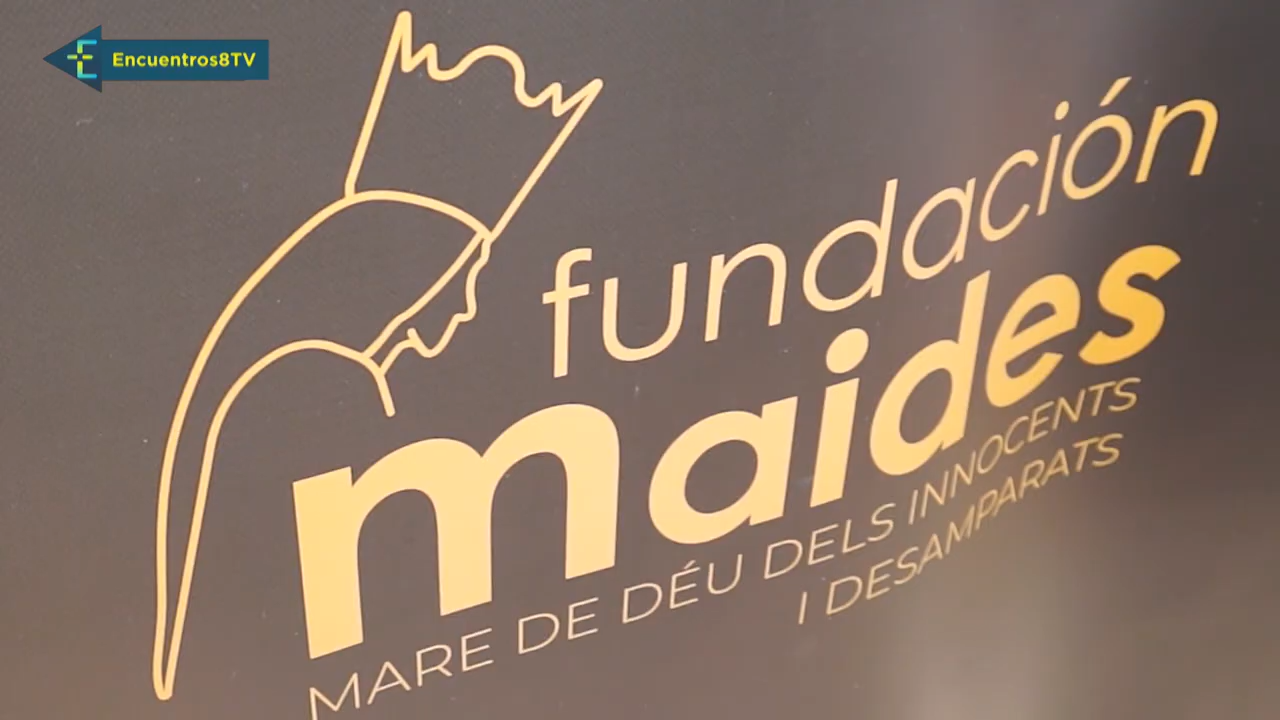 Encuentros8TV
fundación
maides
MARE DE DÉU DELS INNOCENTS
I DESAMPARATS